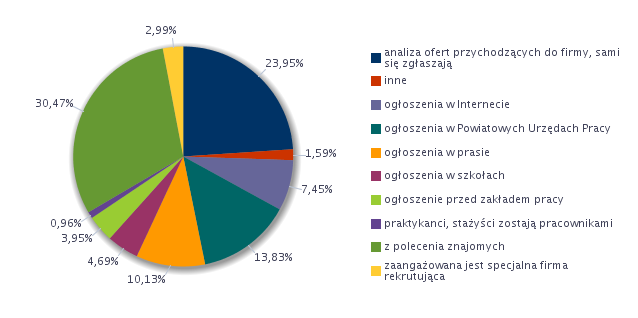 2,99%
23,95%
30,47%
1,59%
7,45%
0,96%
3,95%
4,69%
13,83%
10,13%
analiza ofert przychodzących do firmy, sami
się zgłaszają
inne
ogłoszenia w Internecie
ogłoszenia w Powiatowych Urzędach Pracy
ogłoszenia w prasie
ogłoszenia w szkołach
ogłoszenie przed zakładem pracy
praktykanci, stażyści zostają pracownikami
z polecenia znajomych
zaangażowana jest specjalna firma
rekrutująca